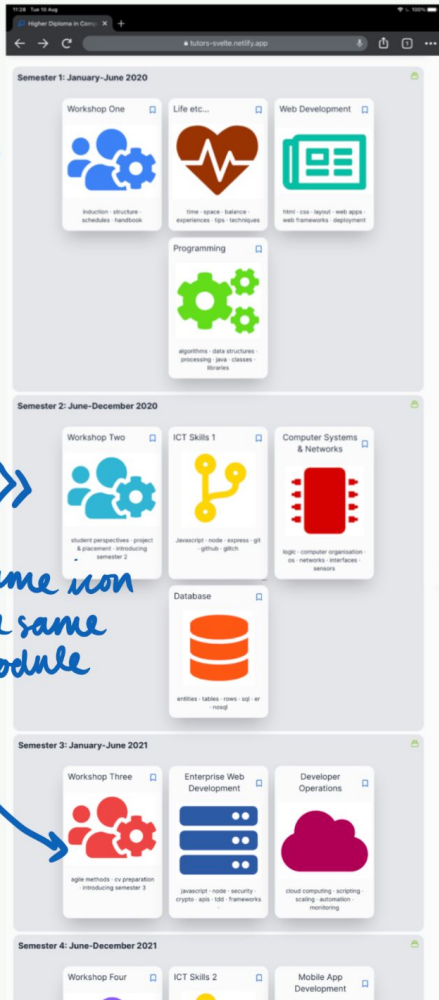 11:28 Tue 10 Aug
100%
Higher Diploma in Comp
tutors-svelte.netlify.app
Semester 1: January-June 2020
Workshop One
induction · structure ·
schedules · handbook
Life etc...
time · space · balance ·
experiences · tips · techniques
Web Development
html · css · layout · web apps ·
web frameworks · deployment
Programming
algorithms · data structures ·
processing · java · classes ·
libraries
Semester 2: June-December 2020
Workshop Two
student perspectives · project
& placement · introducing
semester 2
ICT Skills 1
Javascript · node · express · git
· github · glitch
Computer Systems
& Networks
logic · computer organisation ·
os · networks · interfaces ·
sensors
same module
Database
entities · tables · rows · sql · er
· nosql
Semester 3: January-June 2021
Workshop Three
agile methods · cv preparation
· introducing semester 3
Enterprise Web
Development
javascript · node · security ·
crypto · apis · tdd · frameworks
·
Developer
Operations
cloud computing · scripting ·
scaling · automation ·
monitoring
Semester 4: June-December 2021
Workshop Four
ICT Skills 2
Mobile App
Development